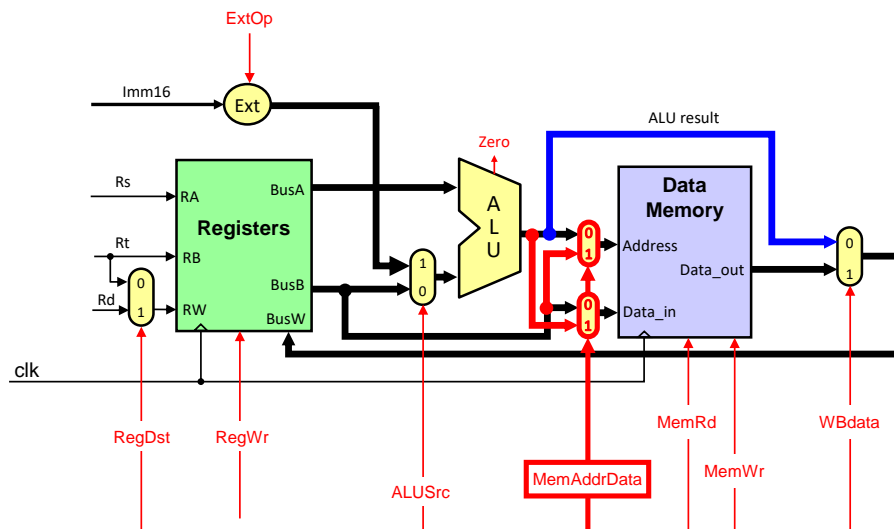 ExtOp
Imm16
Ext
ALU result
Zero
Rs
RA
BusA
Registers
A
L
U
Data
Memory
0
1
Address
0
1
Rt
RB
1
0
Data_out
Rd
0
1
RW
BusB
BusW
0
1
Data_in
clk
RegDst
RegWr
ALUSrc
MemAddrData
MemRd
MemWr
WBdata